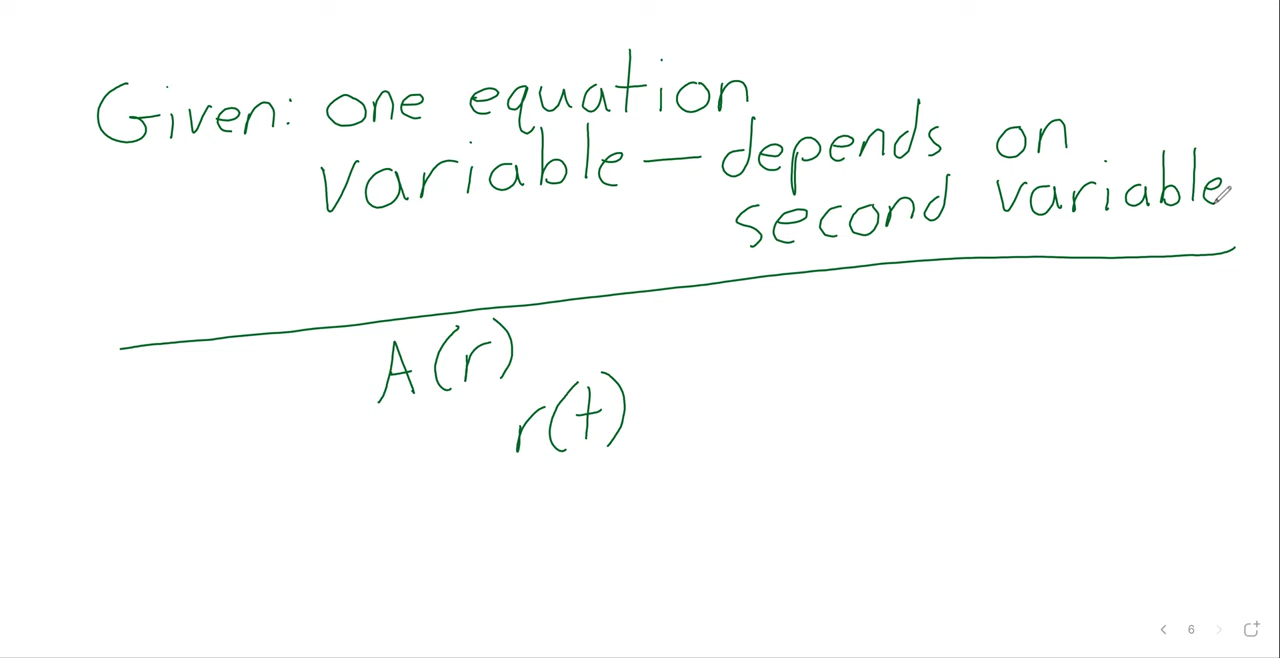 Given: one equation
variable — depends on
second variable
A(r)
r(t)
6